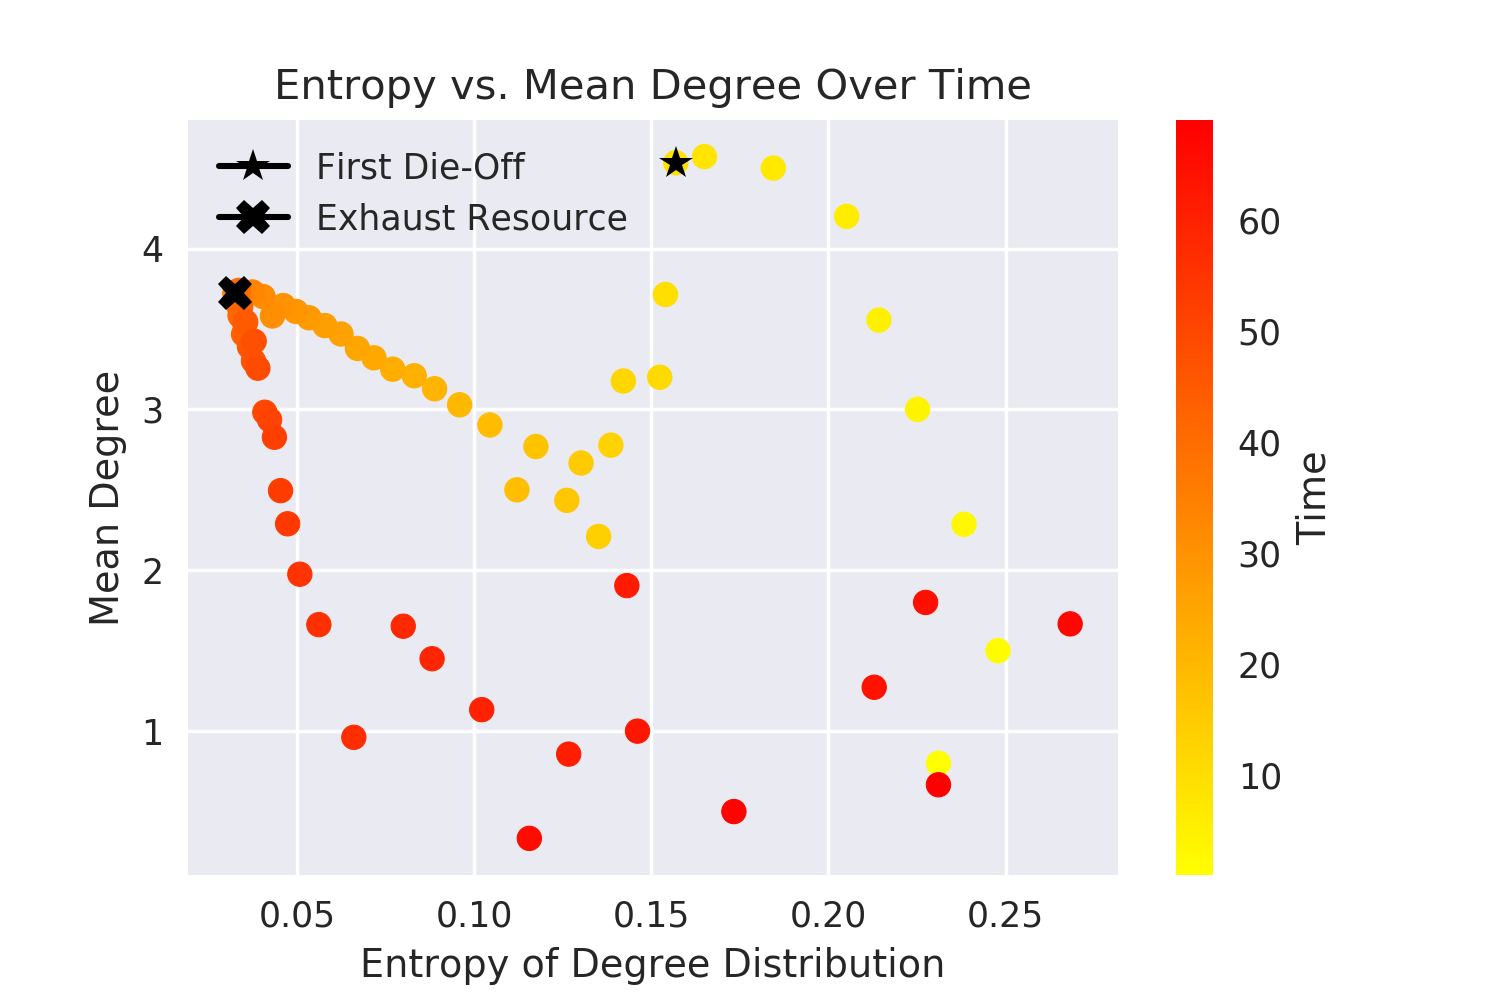 Entropy vs. Mean Degree Over Time
First Die-Off
Exhaust Resource
4
3
2
1
Mean Degree
0.05 0.10 0.15 0.20 0.25
Entropy of Degree Distribution
60
50
40
30
20
10
Time